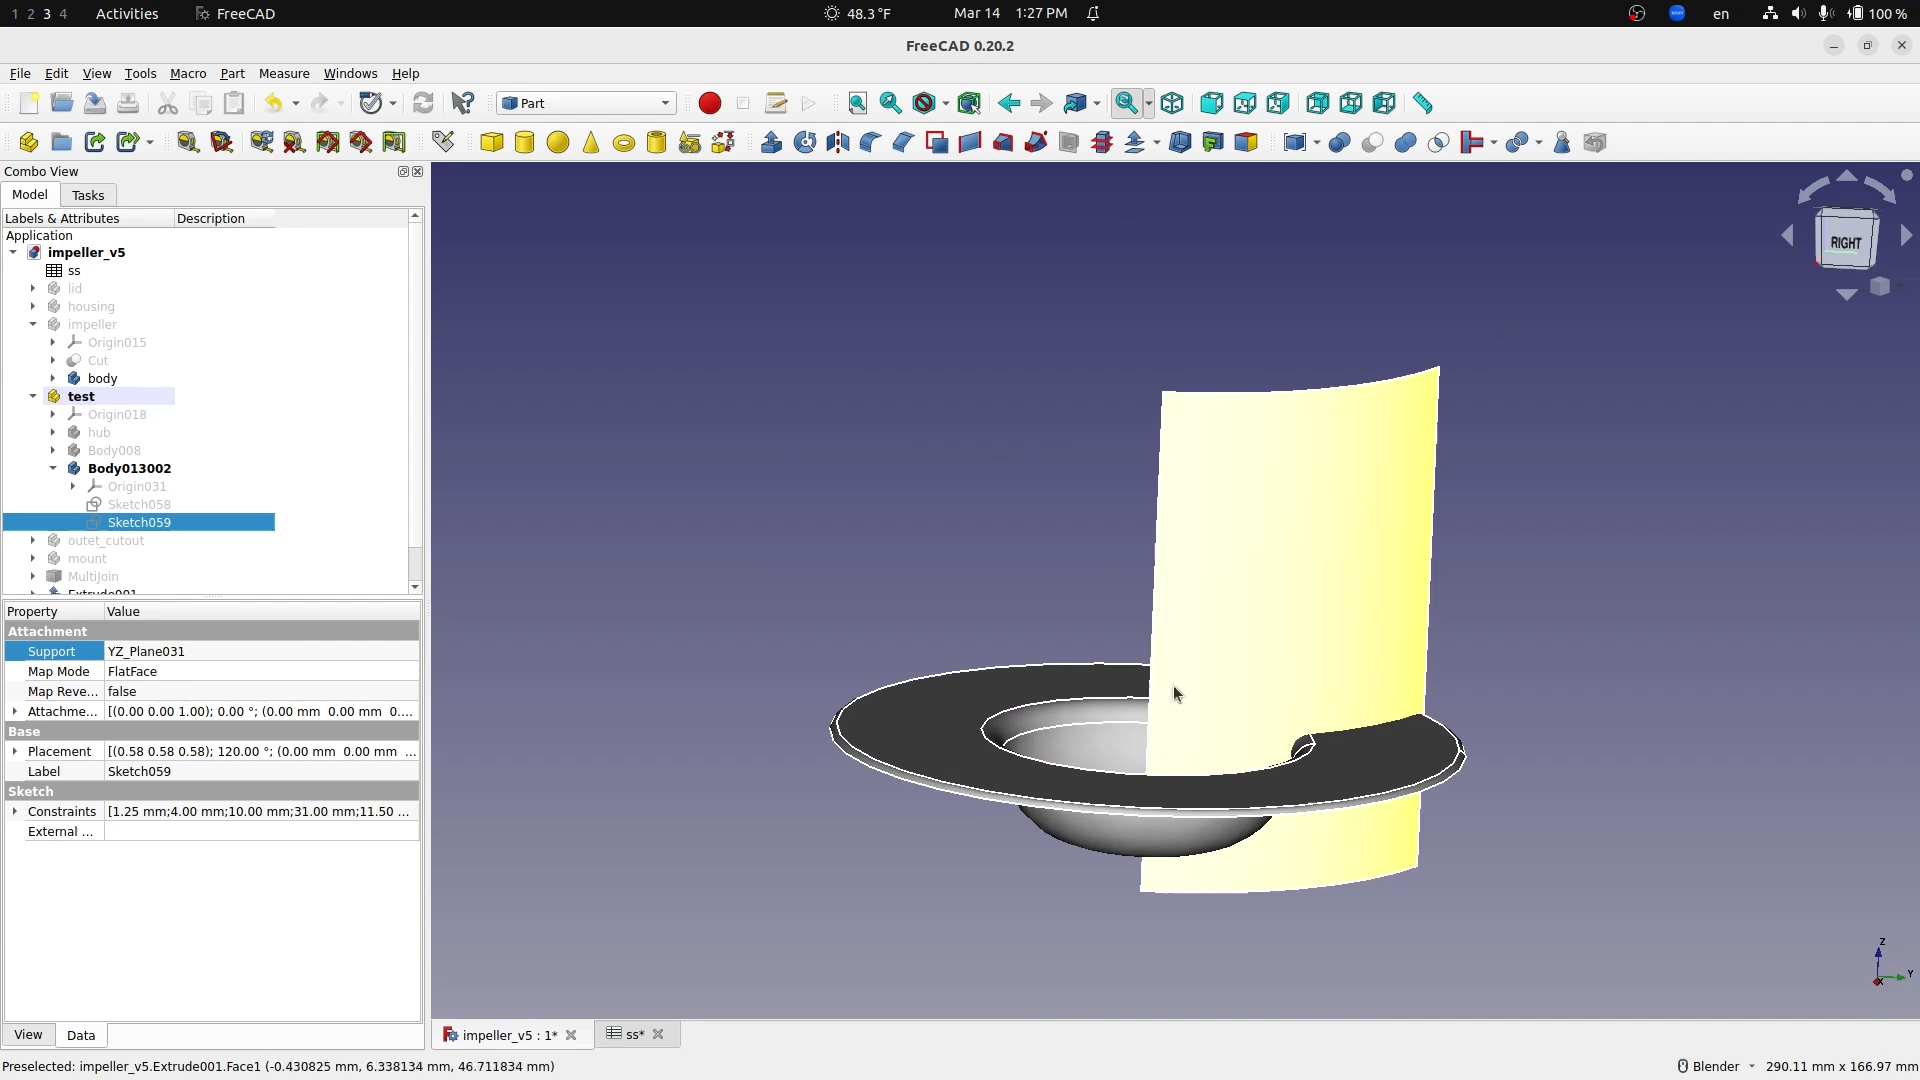 1 2 3 4 Activities FreeCAD 48.3 °F Mar 14 1:27 PM en 100 %
FreeCAD 0.20.2
File Edit View Tools Macro Part Measure Windows Help
Part
Combo View
Model Tasks
Labels & Attributes Description
Application
impeller_v5
ss
lid
housing
impeller
Origin015
Cut
body
test
Origin018
hub
Body008
Body013002
Origin031
Sketch058
Sketch059
outet_cutout
mount
MultiJoin
Extrude001
Property Value
Attachment
Support YZ_Plane031
Map Mode FlatFace
Map Reve... false
Attachme... [(0.00 0.00 1.00); 0.00 °; (0.00 mm 0.00 mm 0....
Base
Placement [(0.58 0.58 0.58); 120.00 °; (0.00 mm 0.00 mm ...
Label Sketch059
Sketch
Constraints [1.25 mm;4.00 mm;10.00 mm;31.00 mm;11.50 ...
External ...
View Data
RIGHT
Z
Y
X
impeller_v5 : 1* ss*
Preselected: impeller_v5.Extrude001.Face1 (-0.430825 mm, 6.338134 mm, 46.711834 mm) Blender 290.11 mm x 166.97 mm